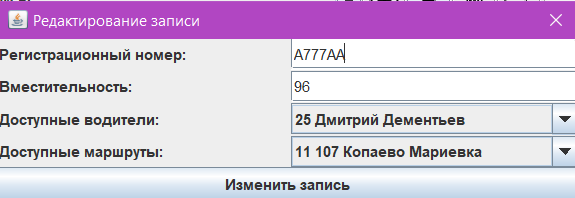 Редактирование записи
Регистрационный номер: А777АА
Вместительность: 96
Доступные водители: 25 Дмитрий Дементьев
Доступные маршруты: 11 107 Копаево Мариевка
Изменить запись